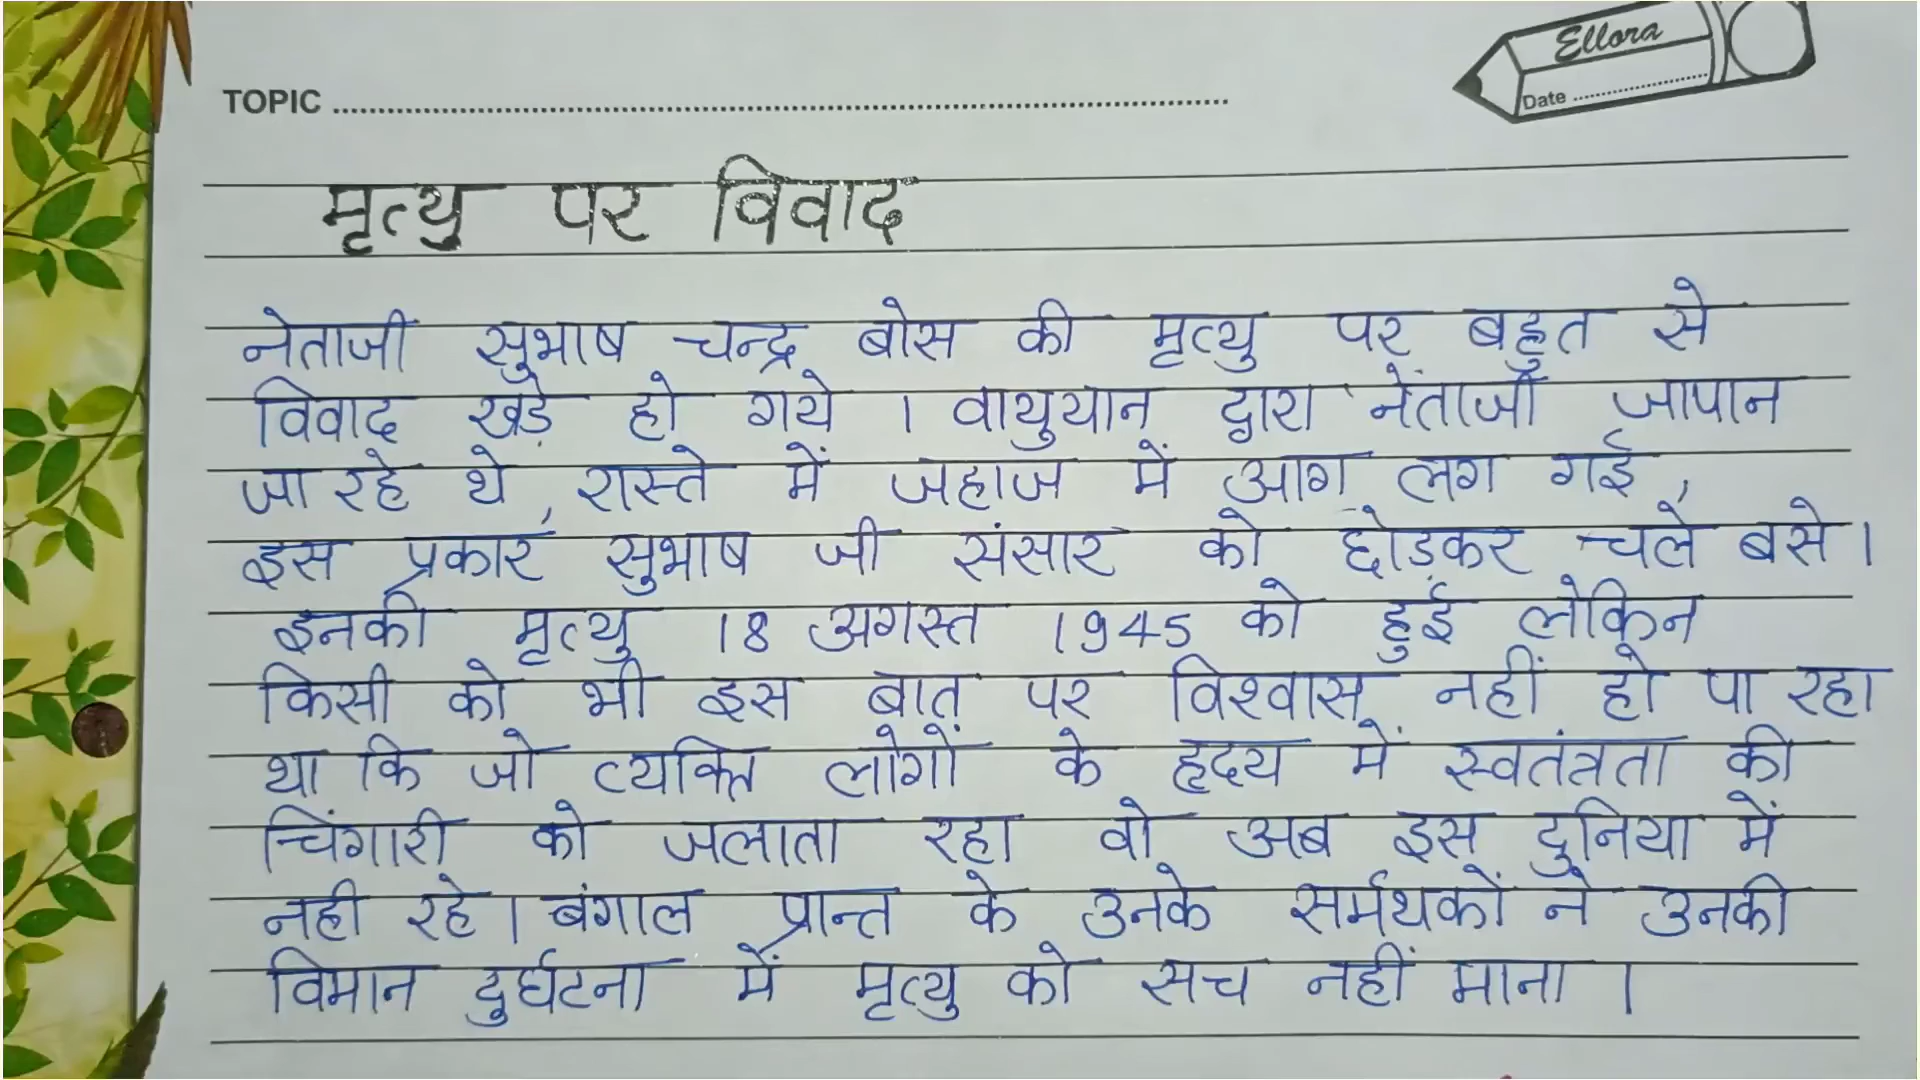 Ellora
TOPIC
Date
मृत्यु पर विवाद
नेताजी सुभाष चन्द्र बोस की मृत्यु पर बहुत से
विवाद खड़े हो गये । वायुयान द्वारा नेताजी जापान
जा रहे थे, रास्ते में जहाज में आग लग गई,
इस प्रकार सुभाष जी संसार को छोड़कर चले बसे ।
इनकी मृत्यु 18 अगस्त 1945 को हुई लेकिन
किसी को भी इस बात पर विश्वास नहीं हो पा रहा
था कि जो व्यक्ति लोगों के हृदय में स्वतंत्रता की
चिंगारी को जलाता रहा वो अब इस दुनिया में
नही रहे । बंगाल प्रान्त के उनके सर्मथकों ने उनकी
विमान दुर्घटना में मृत्यु को सच नहीं माना ।